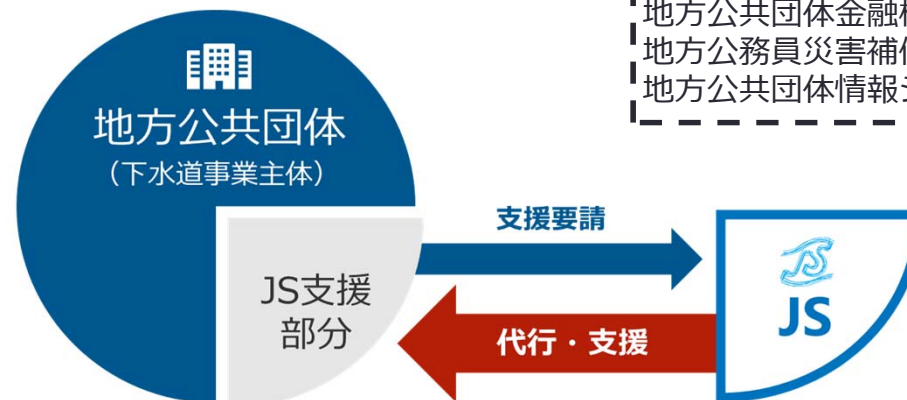 地方公共団体金融
地方公務員災害補
地方公共団体情報
地方公共団体
（下水道事業主体）
支援要請
JS支援
部分
代行・支援
JS
JS